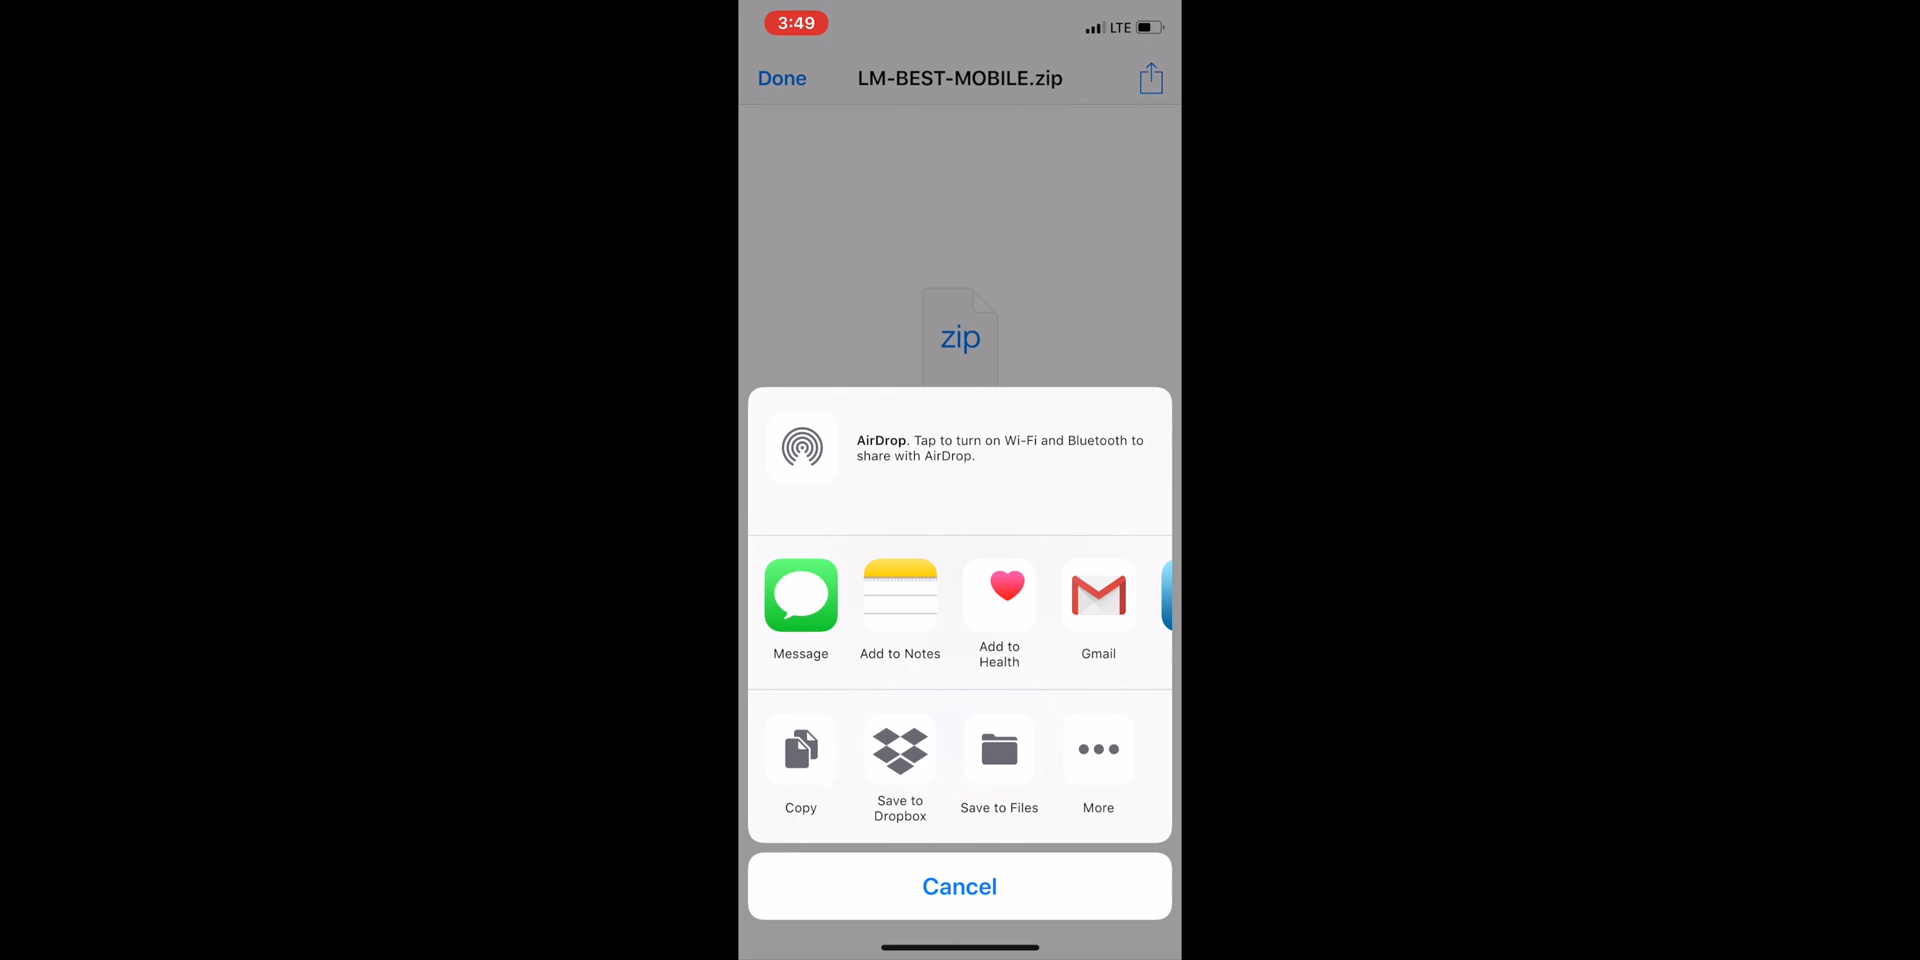 3:49
LTE
Done
LM-BEST-MOBILE.zip
zip
AirDrop. Tap to turn on Wi-Fi and Bluetooth to
share with AirDrop.
Message
Add to Notes
Add to
Health
Gmail
Copy
Save to
Dropbox
Save to Files
More
Cancel